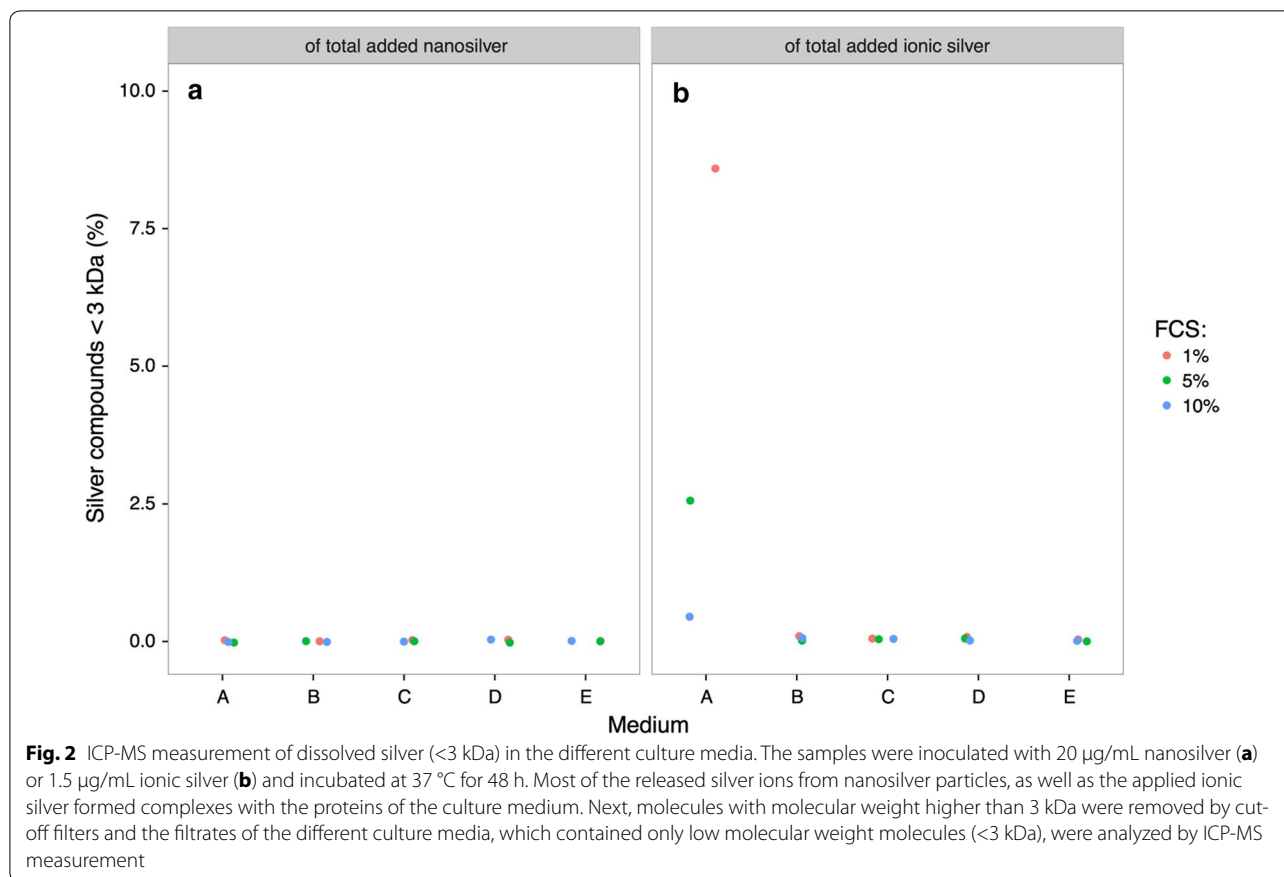 of total added nanosilver
of total added ionic silver
a
b
10.0
7.5
5.0
2.5
0.0
Silver compounds < 3 kDa (%)
A B C D E
A B C D E
Medium
FCS:
1%
5%
10%
Fig. 2 ICP-MS measurement of dissolved silver (<3 kDa) in the different culture media. The samples were inoculated with 20 µg/mL nanosilver (a)
or 1.5 µg/mL ionic silver (b) and incubated at 37 °C for 48 h. Most of the released silver ions from nanosilver particles, as well as the applied ionic
silver formed complexes with the proteins of the culture medium. Next, molecules with molecular weight higher than 3 kDa were removed by cut-
off filters and the filtrates of the different culture media, which contained only low molecular weight molecules (<3 kDa), were analyzed by ICP-MS
measurement